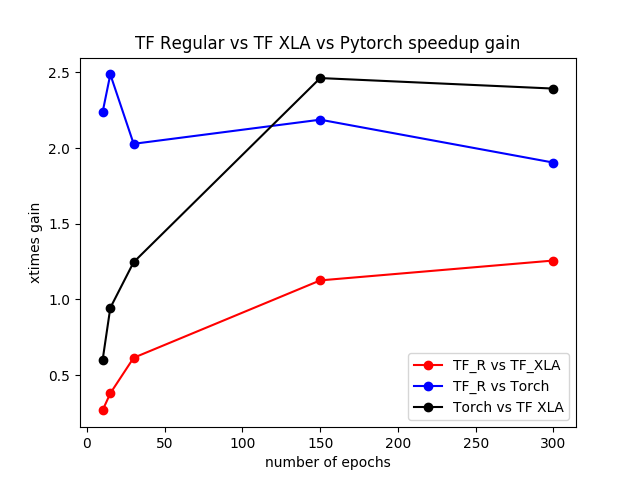 TF Regular vs TF XLA vs Pytorch speedup gain
xtimes gain
2.5
2.0
1.5
1.0
0.5
TF_R vs TF_XLA
TF_R vs Torch
Torch vs TF XLA
0
50
100
150
200
250
300
number of epochs